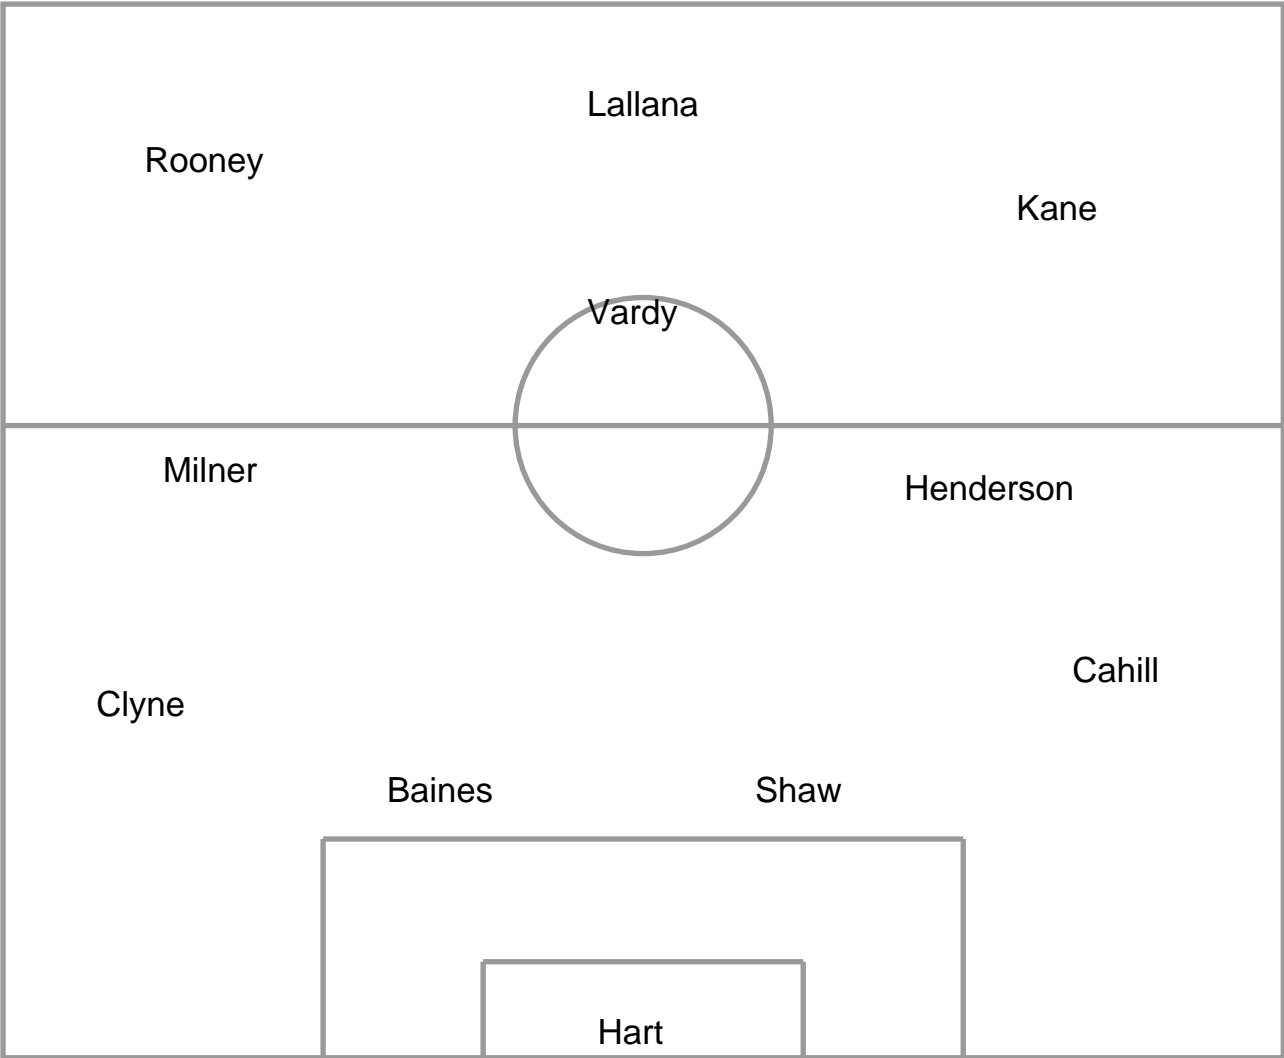 Lallana
Rooney
Kane
Vardy
Milner
Henderson
Cahill
Clyne
Baines
Shaw
Hart